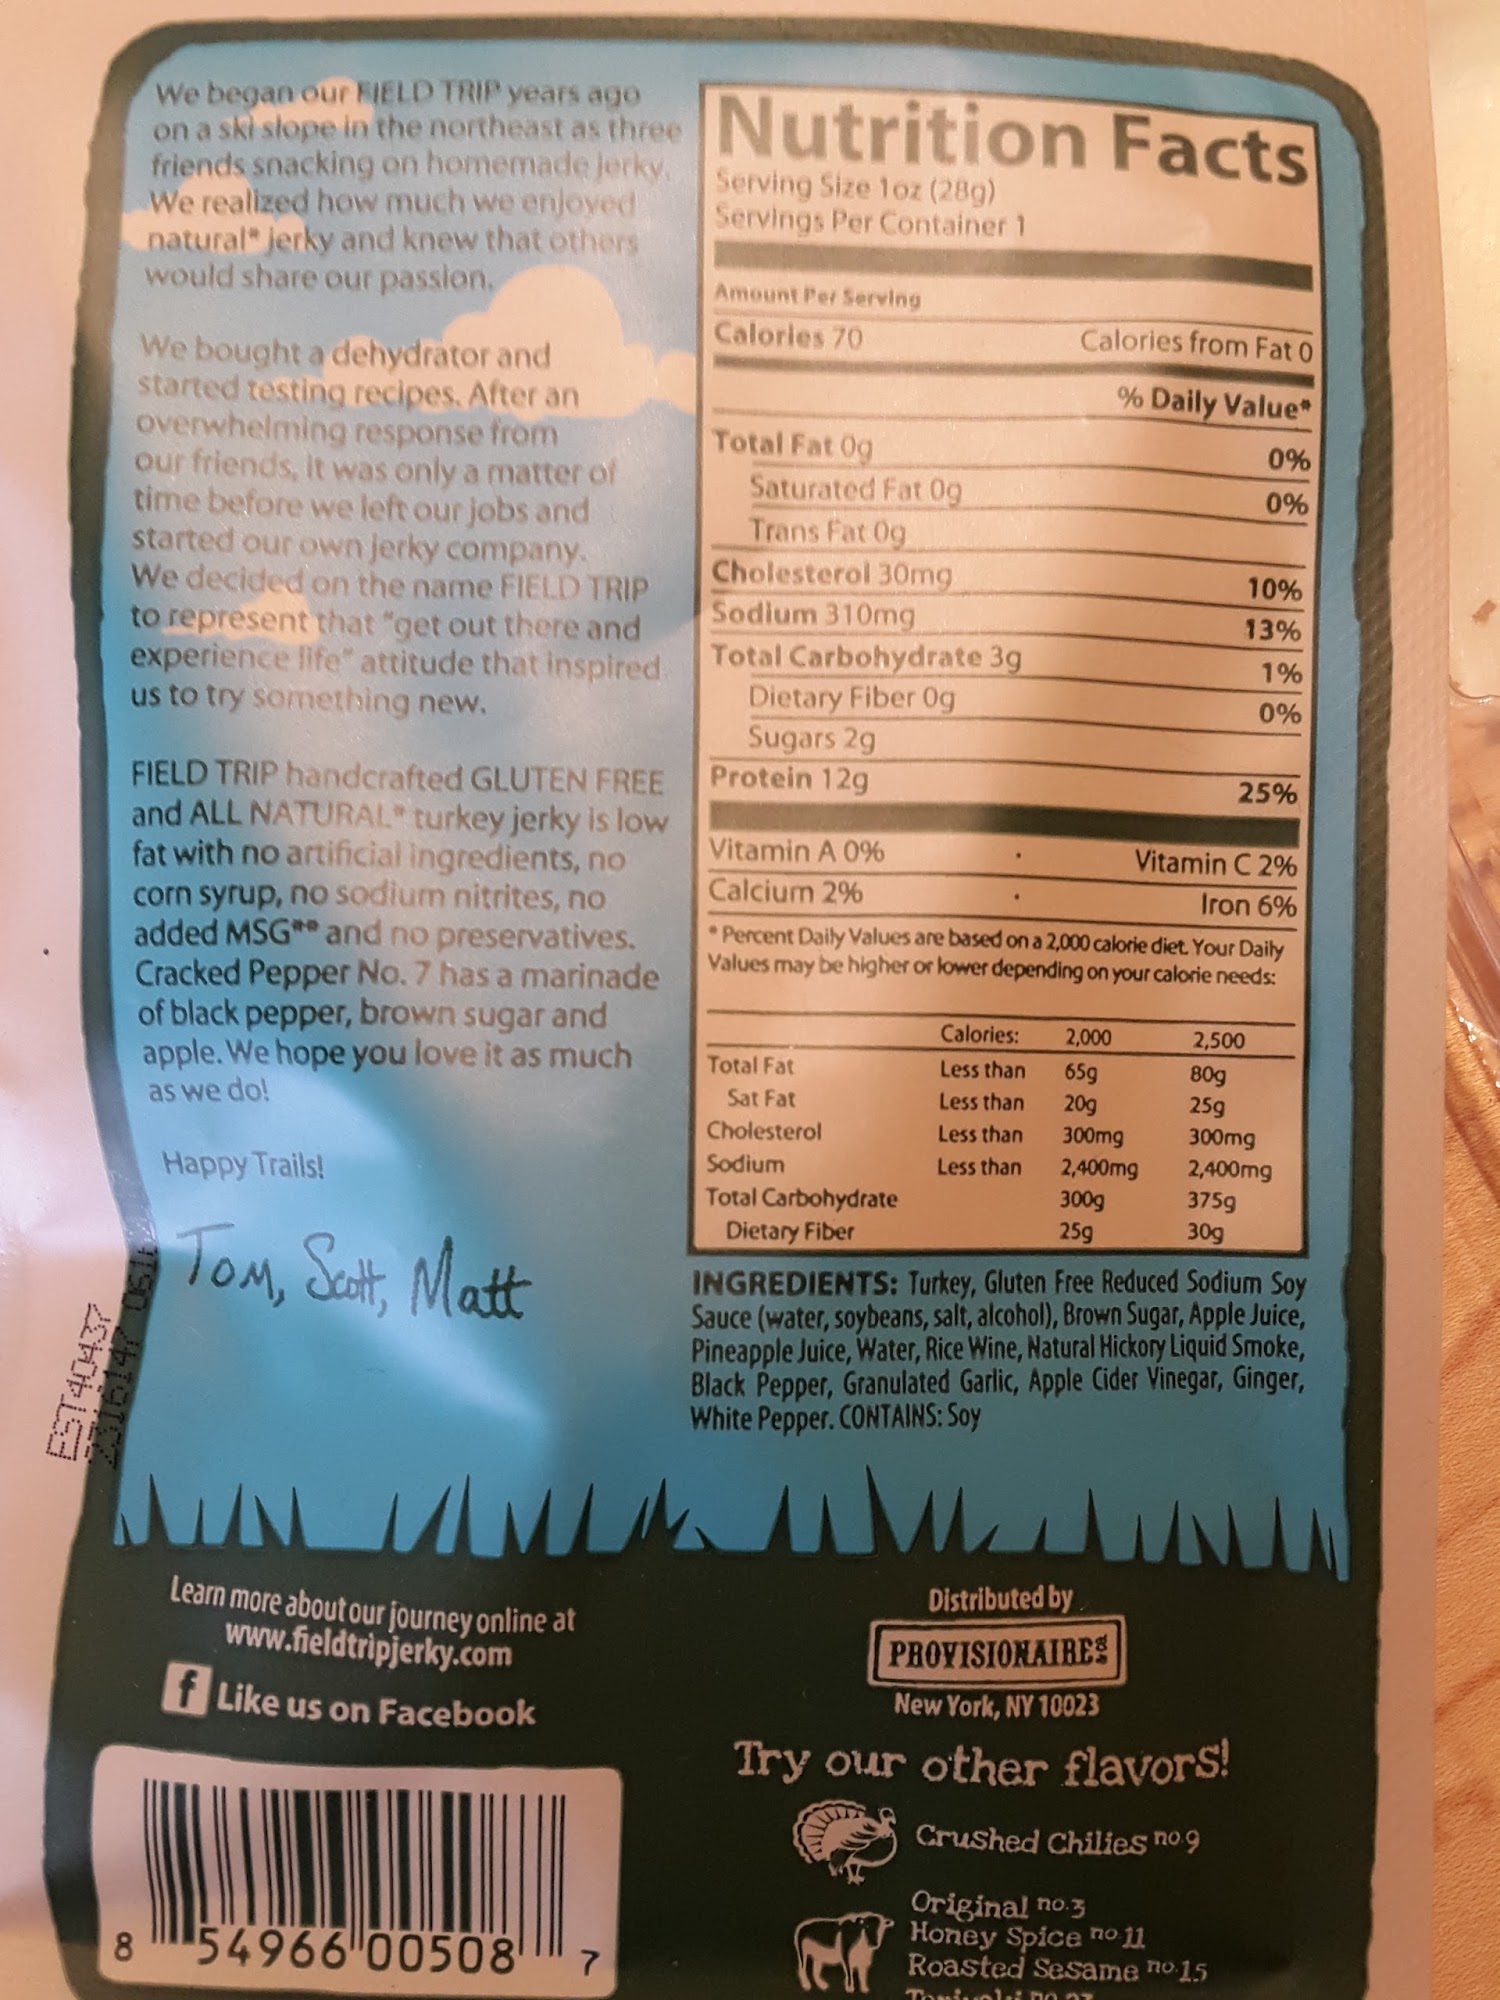 We began our FIELD TRIP years ago
on a ski slope in the northeast as three
friends snacking on homemade jerky.
We realized how much we enjoyed
natural* jerky and knew that others
would share our passion.
We bought a dehydrator and
started testing recipes. After an
overwhelming response from
our friends, it was only a matter of
time before we left our jobs and
started our own jerky company.
We decided on the name FIELD TRIP
to represent that "get out there and
experience life" attitude that inspired
us to try something new.
FIELD TRIP handcrafted GLUTEN FREE
and ALL NATURAL* turkey jerky is low
fat with no artificial ingredients, no
corn syrup, no sodium nitrites, no
added MSG** and no preservatives.
Cracked Pepper No. 7 has a marinade
of black pepper, brown sugar and
apple. We hope you love it as much
as we do!
Happy Trails!
Tom, Scott, Matt
EST40437
Nutrition Facts
Serving Size 1oz (28g)
Servings Per Container 1
Amount Per Serving
Calories 70 Calories from Fat 0
% Daily Value*
Total Fat 0g 0%
Saturated Fat 0g 0%
Trans Fat 0g
Cholesterol 30mg 10%
Sodium 310mg 13%
Total Carbohydrate 3g 1%
Dietary Fiber 0g 0%
Sugars 2g
Protein 12g 25%
Vitamin A 0% · Vitamin C 2%
Calcium 2% · Iron 6%
* Percent Daily Values are based on a 2,000 calorie diet. Your Daily
Values may be higher or lower depending on your calorie needs:
Calories: 2,000 2,500
Total Fat Less than 65g 80g
Sat Fat Less than 20g 25g
Cholesterol Less than 300mg 300mg
Sodium Less than 2,400mg 2,400mg
Total Carbohydrate 300g 375g
Dietary Fiber 25g 30g
INGREDIENTS: Turkey, Gluten Free Reduced Sodium Soy
Sauce (water, soybeans, salt, alcohol), Brown Sugar, Apple Juice,
Pineapple Juice, Water, Rice Wine, Natural Hickory Liquid Smoke,
Black Pepper, Granulated Garlic, Apple Cider Vinegar, Ginger,
White Pepper. CONTAINS: Soy
Learn more about our journey online at
www.fieldtripjerky.com
f Like us on Facebook
8 54966 00508 7
Distributed by
PROVISIONAIRE
New York, NY 10023
Try our other flavors!
Crushed Chilies no.9
Original no.3
Honey Spice no.11
Roasted Sesame no.15